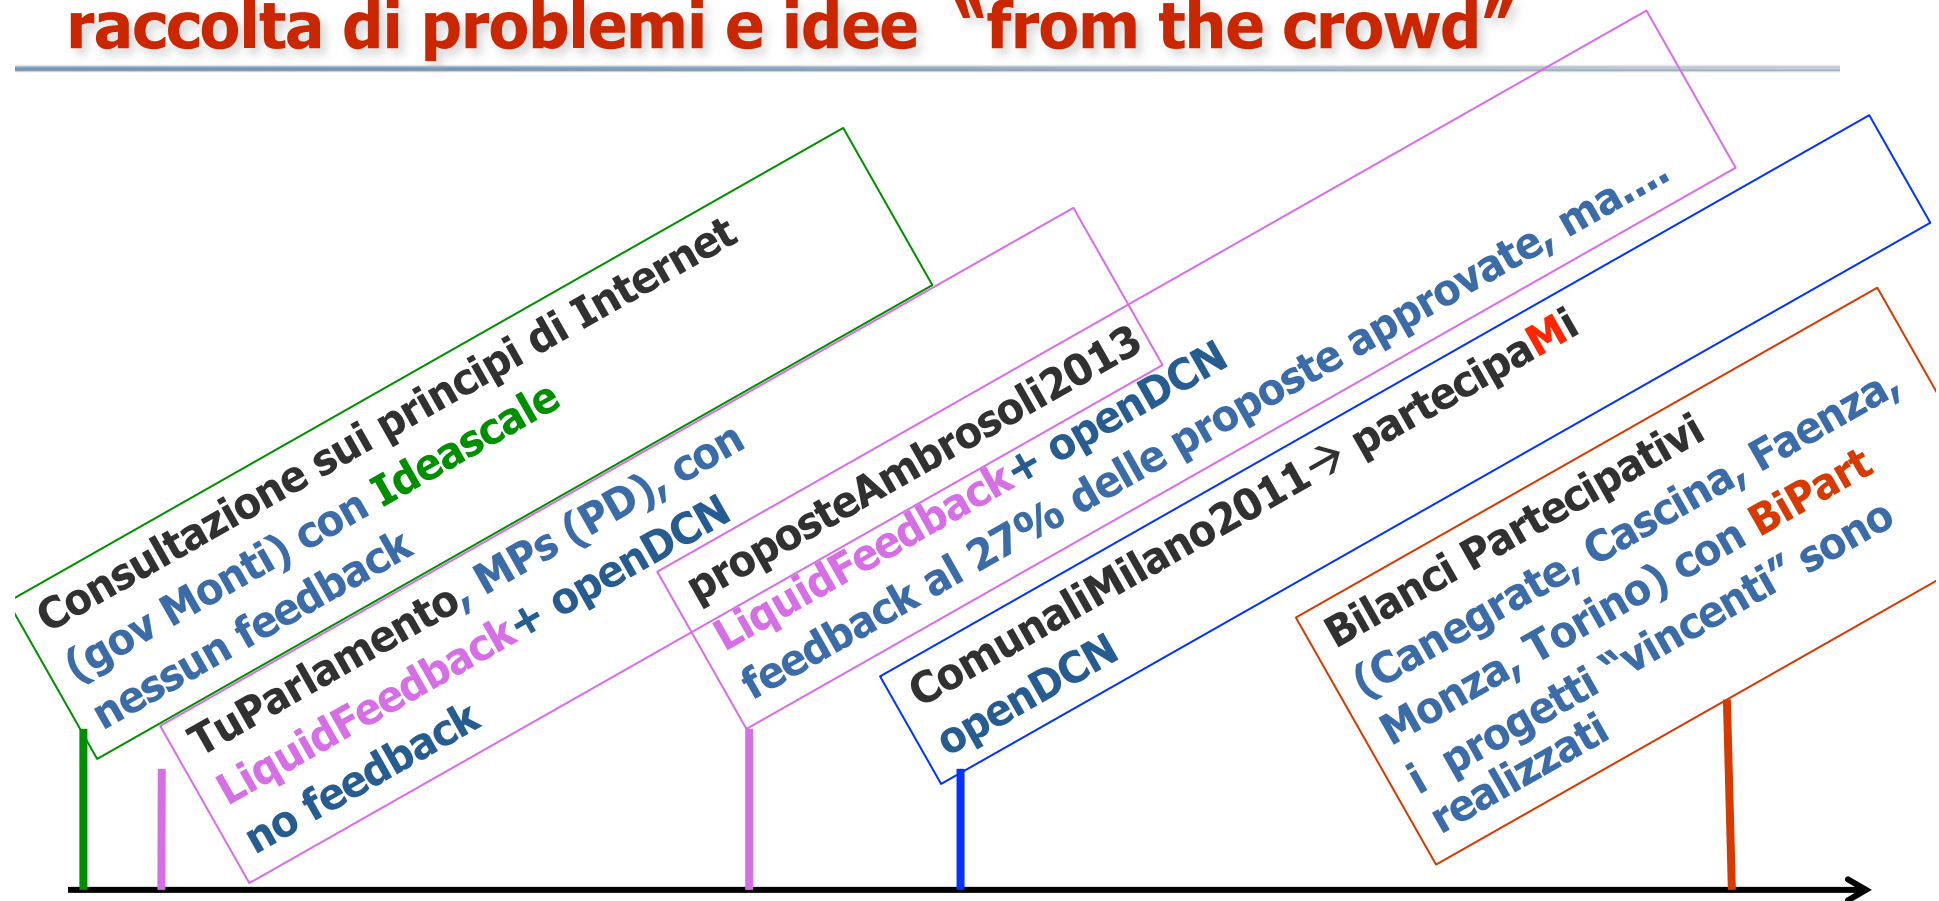 raccolta di problemi e idee “from the crowd”
Consultazione sui principi di Internet
(gov Monti) con Ideascale
nessun feedback
TuParlamento, MPs (PD), con
LiquidFeedback+ openDCN
no feedback
proposteAmbrosoli2013
LiquidFeedback+ openDCN
feedback al 27% delle proposte approvate, ma....
ComunaliMilano2011→ partecipaMi
openDCN
Bilanci Partecipativi
(Canegrate, Cascina, Faenza,
Monza, Torino) con BiPart
i progetti “vincenti” sono
realizzati